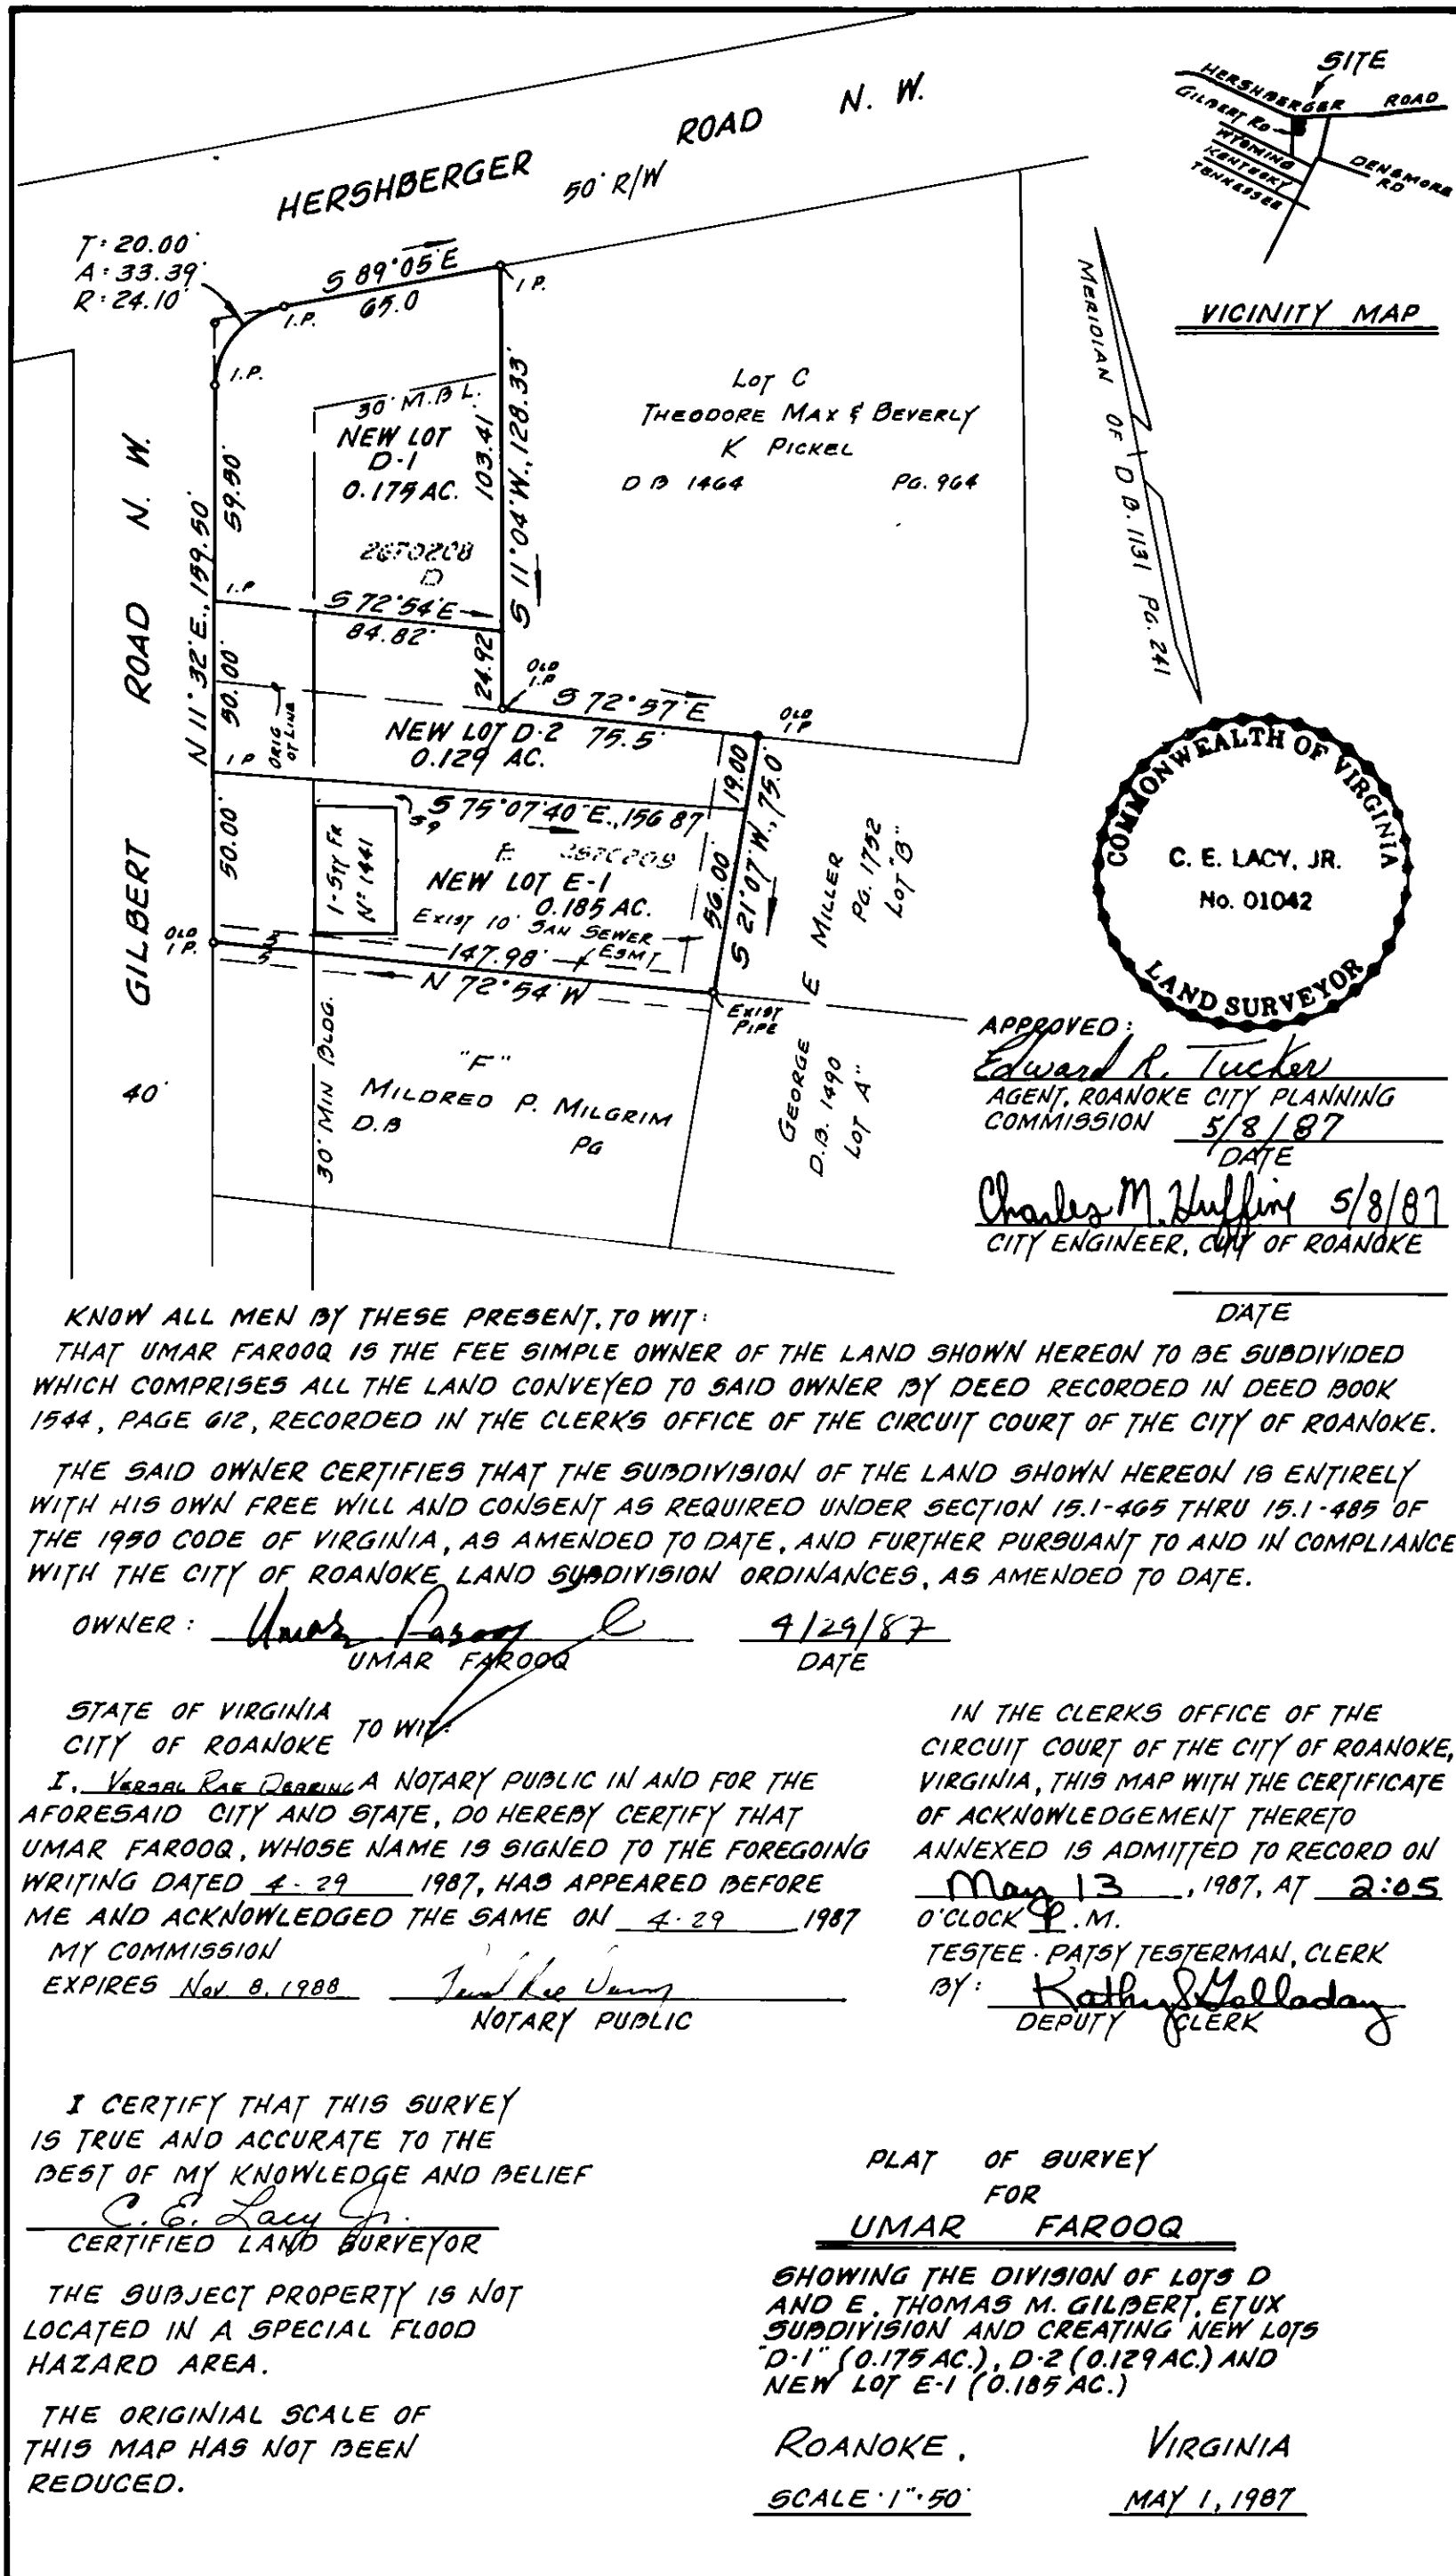 SITE
HERSHBERGER ROAD
GILBERT RD
WYOMING
KENTUCKY
TENNESSEE
DENSMORE
RD
VICINITY MAP
HERSHBERGER ROAD N. W.
50' R/W
T: 20.00'
A: 33.39'
R: 24.10'
S 89°05' E
65.0
I.P.
I.P.
I.P.
MERIDIAN OF D B. 1131 PG. 241
30' M.B L.
NEW LOT
D-1
0.175 AC.
2670208
D
103.41
S 11°04' W., 128.33'
LOT C
THEODORE MAX & BEVERLY
K PICKEL
D B 1464 PG. 964
GILBERT ROAD N. W.
40'
N 11°32' E., 159.50'
59.50'
50.00'
50.00'
I.P
S 72°54' E
84.82'
24.92
OLD
I.P
S 72°57' E
75.5'
OLD
I P
ORIG
OT LINE
NEW LOT D-2
0.129 AC.
I P
S 75°07'40" E., 156 87
19.00
56.00'
S 21°07' W., 75.0'
1-STY FR
Nº 1441
E 2670209
NEW LOT E-1
0.185 AC.
EXIST 10' SAN SEWER
ESMT
147.98'
N 72°54' W
5
5
OLD
I P.
EXIST
PIPE
30' MIN BLDG.
"F"
MILDRED P. MILGRIM
D.B PG
GEORGE E MILLER
D.B. 1490 PG. 1752
LOT "A" LOT "B"
COMMONWEALTH OF VIRGINIA
C. E. LACY, JR.
No. 01042
LAND SURVEYOR
APPROVED:
Edward R. Tucker
AGENT, ROANOKE CITY PLANNING
COMMISSION 5/8/87
DATE
Charles M. Huffine 5/8/87
CITY ENGINEER, CITY OF ROANOKE
DATE
KNOW ALL MEN BY THESE PRESENT, TO WIT:
THAT UMAR FAROOQ IS THE FEE SIMPLE OWNER OF THE LAND SHOWN HEREON TO BE SUBDIVIDED
WHICH COMPRISES ALL THE LAND CONVEYED TO SAID OWNER BY DEED RECORDED IN DEED BOOK
1544, PAGE 612, RECORDED IN THE CLERKS OFFICE OF THE CIRCUIT COURT OF THE CITY OF ROANOKE.
THE SAID OWNER CERTIFIES THAT THE SUBDIVISION OF THE LAND SHOWN HEREON IS ENTIRELY
WITH HIS OWN FREE WILL AND CONSENT AS REQUIRED UNDER SECTION 15.1-465 THRU 15.1-485 OF
THE 1950 CODE OF VIRGINIA, AS AMENDED TO DATE, AND FURTHER PURSUANT TO AND IN COMPLIANCE
WITH THE CITY OF ROANOKE LAND SUBDIVISION ORDINANCES, AS AMENDED TO DATE.
OWNER: Umar Farooq 4/29/87
UMAR FAROOQ DATE
STATE OF VIRGINIA
CITY OF ROANOKE TO WIT:
I, VERSAL RAE DEARING A NOTARY PUBLIC IN AND FOR THE
AFORESAID CITY AND STATE, DO HEREBY CERTIFY THAT
UMAR FAROOQ, WHOSE NAME IS SIGNED TO THE FOREGOING
WRITING DATED 4-29 1987, HAS APPEARED BEFORE
ME AND ACKNOWLEDGED THE SAME ON 4-29 1987
MY COMMISSION
EXPIRES Nov. 8, 1988
NOTARY PUBLIC
IN THE CLERKS OFFICE OF THE
CIRCUIT COURT OF THE CITY OF ROANOKE,
VIRGINIA, THIS MAP WITH THE CERTIFICATE
OF ACKNOWLEDGEMENT THERETO
ANNEXED IS ADMITTED TO RECORD ON
May 13, 1987, AT 2:05
O'CLOCK P.M.
TESTEE: PATSY TESTERMAN, CLERK
BY: Kathy S Golladay
DEPUTY CLERK
I CERTIFY THAT THIS SURVEY
IS TRUE AND ACCURATE TO THE
BEST OF MY KNOWLEDGE AND BELIEF
C. E. Lacy Jr.
CERTIFIED LAND SURVEYOR
THE SUBJECT PROPERTY IS NOT
LOCATED IN A SPECIAL FLOOD
HAZARD AREA.
THE ORIGINIAL SCALE OF
THIS MAP HAS NOT BEEN
REDUCED.
PLAT OF SURVEY
FOR
UMAR FAROOQ
SHOWING THE DIVISION OF LOTS D
AND E, THOMAS M. GILBERT, ET UX
SUBDIVISION AND CREATING NEW LOTS
"D-1" (0.175 AC.), D-2 (0.129 AC.) AND
NEW LOT E-1 (0.185 AC.)
ROANOKE, VIRGINIA
SCALE: 1"=50' MAY 1, 1987